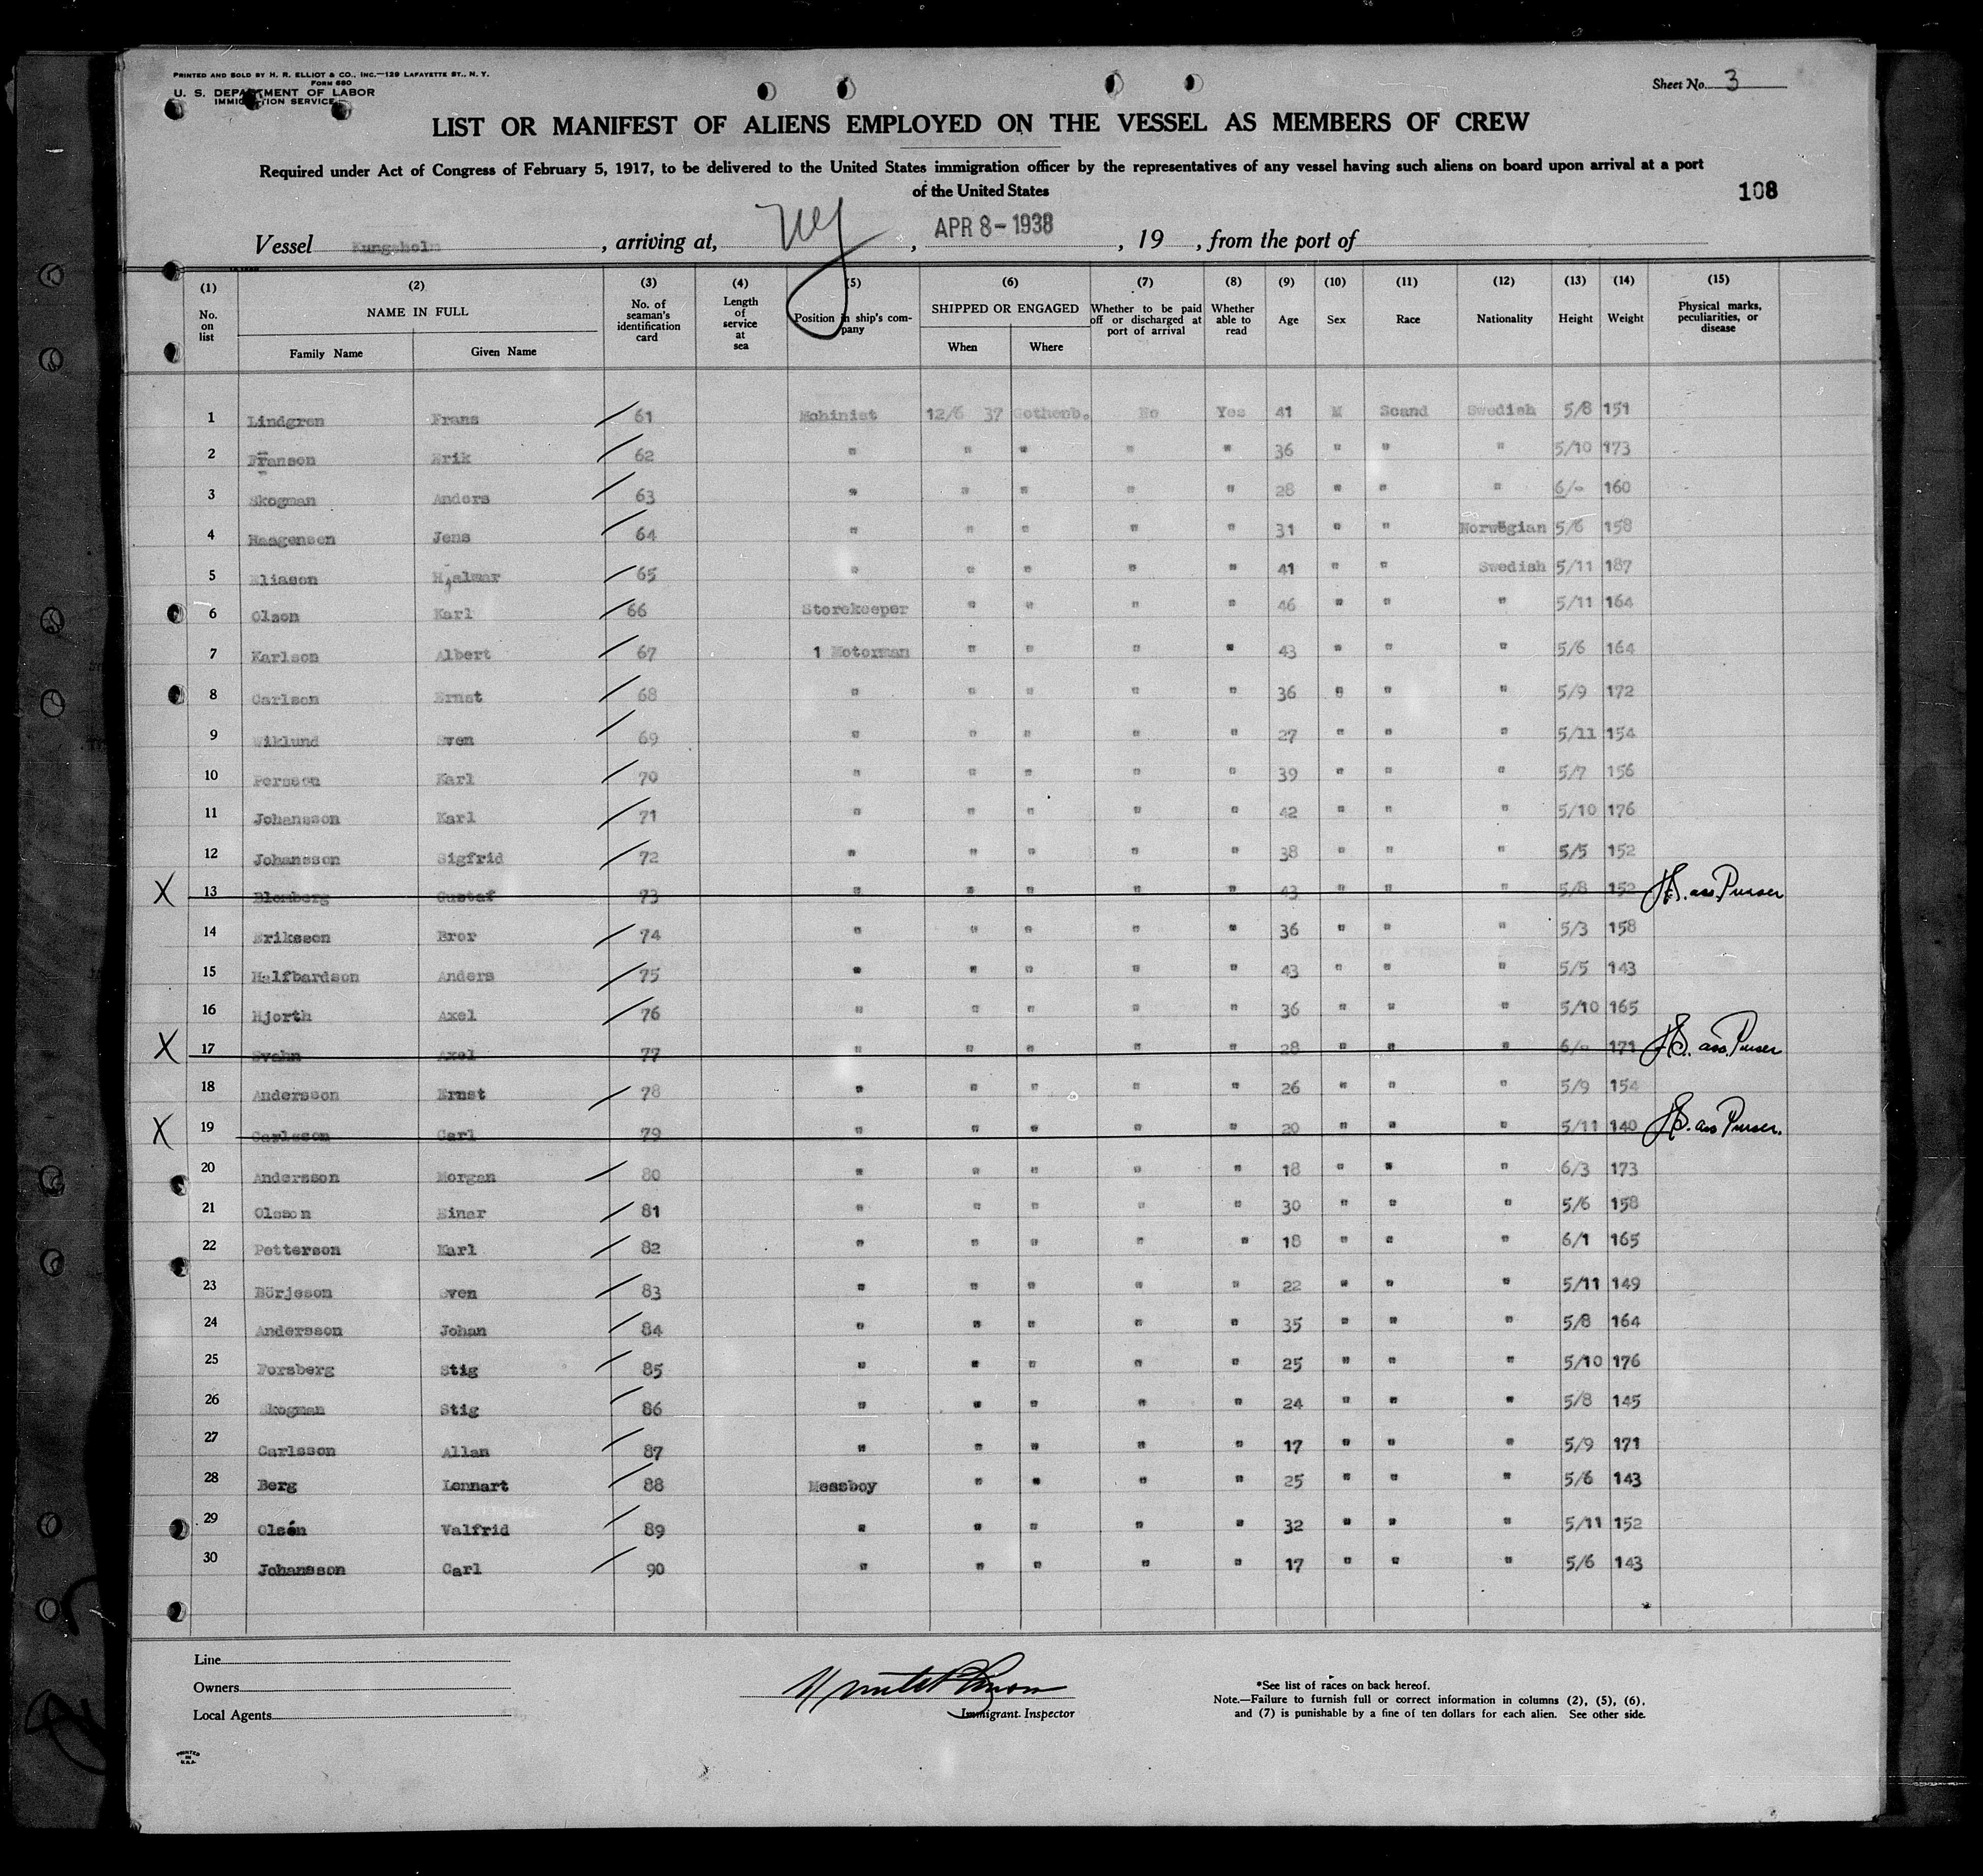 PRINTED AND SOLD BY H. R. ELLIOT & CO., INC.—129 LAFAYETTE ST., N. Y.
FORM 680
U. S. DEPARTMENT OF LABOR
IMMIGRATION SERVICE
Sheet No. 3
LIST OR MANIFEST OF ALIENS EMPLOYED ON THE VESSEL AS MEMBERS OF CREW
Required under Act of Congress of February 5, 1917, to be delivered to the United States immigration officer by the representatives of any vessel having such aliens on board upon arrival at a port
of the United States
108
Vessel Kungsholm, arriving at, NY, APR 8-1938, 19 , from the port of
(1) No. on list (2) NAME IN FULL Family Name Given Name (3) No. of seaman's identification card (4) Length of service at sea (5) Position in ship's company (6) SHIPPED OR ENGAGED When Where (7) Whether to be paid off or discharged at port of arrival (8) Whether able to read (9) Age (10) Sex (11) Race (12) Nationality (13) Height (14) Weight (15) Physical marks, peculiarities, or disease
1 Lindgren Frans 61 Mchinist 12/6 37 Gothenb. No Yes 41 M Scand Swedish 5/8 151
2 Franson Erik 62 " " " " " 36 " " " 5/10 173
3 Skogman Anders 63 " " " " " 28 " " " 6/- 160
4 Haagensen Jens 64 " " " " " 31 " " Norwegian 5/6 158
5 Eliason Hjalmar 65 " " " " " 41 " " Swedish 5/11 187
6 Olson Karl 66 Storekeeper " " " " 46 " " " 5/11 164
7 Karlson Albert 67 1 Motorman " " " " 43 " " " 5/6 164
8 Carlson Ernst 68 " " " " " 36 " " " 5/9 172
9 Wiklund Sven 69 " " " " " 27 " " " 5/11 154
10 Persson Karl 70 " " " " " 39 " " " 5/7 156
11 Johansson Karl 71 " " " " " 42 " " " 5/10 176
12 Johansson Sigfrid 72 " " " " " 38 " " " 5/5 152
X 13 Blomberg Gustaf 73 " " " " " 43 " " " 5/8 152 HS. ass Purser
14 Eriksson Bror 74 " " " " " 36 " " " 5/3 158
15 Halfbardson Anders 75 " " " " " 43 " " " 5/5 143
16 Hjorth Axel 76 " " " " " 36 " " " 5/10 165
X 17 Svahn Axel 77 " " " " " 28 " " " 6/- 171 HS. ass. Purser
18 Andersson Ernst 78 " " " " " 26 " " " 5/9 154
X 19 Carlsson Carl 79 " " " " " 20 " " " 5/11 140 HS. ass Purser.
20 Andersson Morgan 80 " " " " " 18 " " " 6/3 173
21 Olsson Einar 81 " " " " " 30 " " " 5/6 158
22 Petterson Karl 82 " " " " " 18 " " " 6/1 165
23 Börjeson Sven 83 " " " " " 22 " " " 5/11 149
24 Andersson Johan 84 " " " " " 35 " " " 5/8 164
25 Forsberg Stig 85 " " " " " 25 " " " 5/10 176
26 Skogman Stig 86 " " " " " 24 " " " 5/8 145
27 Carlsson Allan 87 " " " " " 17 " " " 5/9 171
28 Berg Lennart 88 Messboy " " " " 25 " " " 5/6 143
29 Olsén Valfrid 89 " " " " " 32 " " " 5/11 152
30 Johansson Carl 90 " " " " " 17 " " " 5/6 143
Line
Owners
Local Agents
Immigrant Inspector
*See list of races on back hereof.
Note.—Failure to furnish full or correct information in columns (2), (5), (6),
and (7) is punishable by a fine of ten dollars for each alien. See other side.
PRINTED
IN
U.S.A.